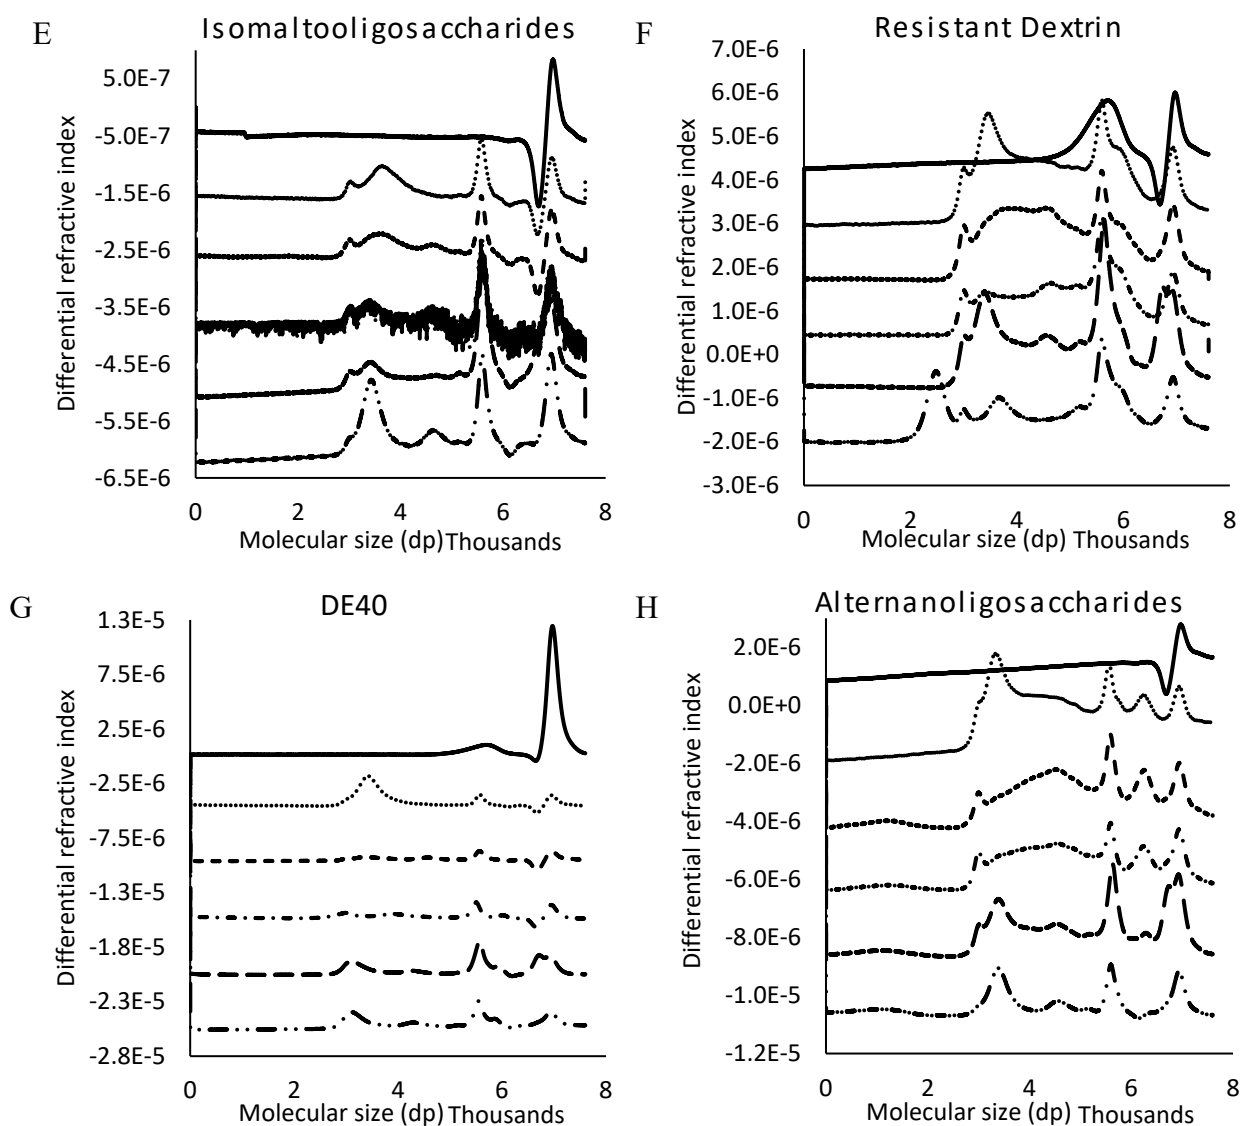 E
Isomaltooligosaccharides
Differential refractive index
5.0E-7
-5.0E-7
-1.5E-6
-2.5E-6
-3.5E-6
-4.5E-6
-5.5E-6
-6.5E-6
0 2 4 6 8
Molecular size (dp) Thousands
F
Resistant Dextrin
Differential refractive index
7.0E-6
6.0E-6
5.0E-6
4.0E-6
3.0E-6
2.0E-6
1.0E-6
0.0E+0
-1.0E-6
-2.0E-6
-3.0E-6
0 2 4 6 8
Molecular size (dp) Thousands
G
DE40
Differential refractive index
1.3E-5
7.5E-6
2.5E-6
-2.5E-6
-7.5E-6
-1.3E-5
-1.8E-5
-2.3E-5
-2.8E-5
0 2 4 6 8
Molecular size (dp) Thousands
H
Alternanoligosaccharides
Differential refractive index
2.0E-6
0.0E+0
-2.0E-6
-4.0E-6
-6.0E-6
-8.0E-6
-1.0E-5
-1.2E-5
0 2 4 6 8
Molecular size (dp) Thousands